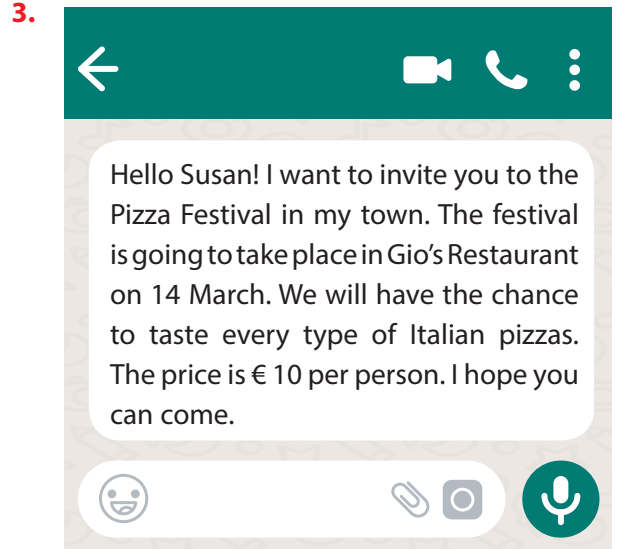 3.
Hello Susan! I want to invite you to the
Pizza Festival in my town. The festival
is going to take place in Gio's Restaurant
on 14 March. We will have the chance
to taste every type of Italian pizzas.
The price is € 10 per person. I hope you
can come.